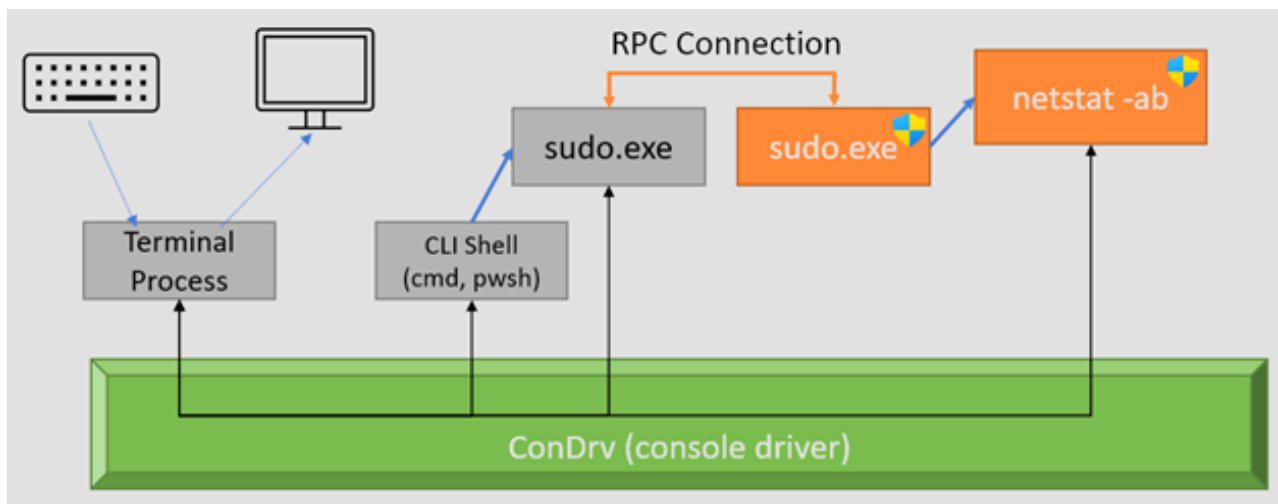 RPC Connection
netstat -ab
sudo.exe
sudo.exe
Terminal
Process
CLI Shell
(cmd, pwsh)
ConDrv (console driver)